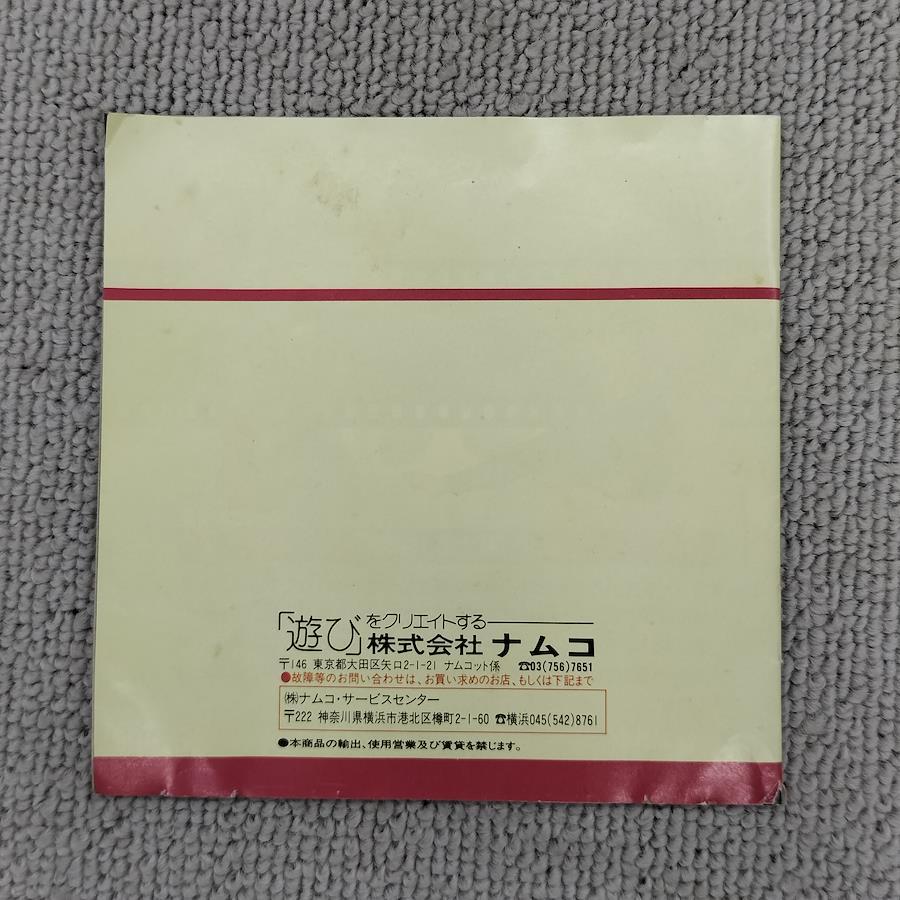 「遊び」をクリエイトする
株式会社 ナムコ
〒146 東京都大田区矢口2-1-21 ナムコット係 ☎03(756)7651
●故障等のお問い合わせは、お買い求めのお店、もしくは下記まで
㈱ナムコ・サービスセンター
〒222 神奈川県横浜市港北区樽町2-1-60 ☎横浜045(542)8761
●本商品の輸出、使用営業及び賃貸を禁じます。